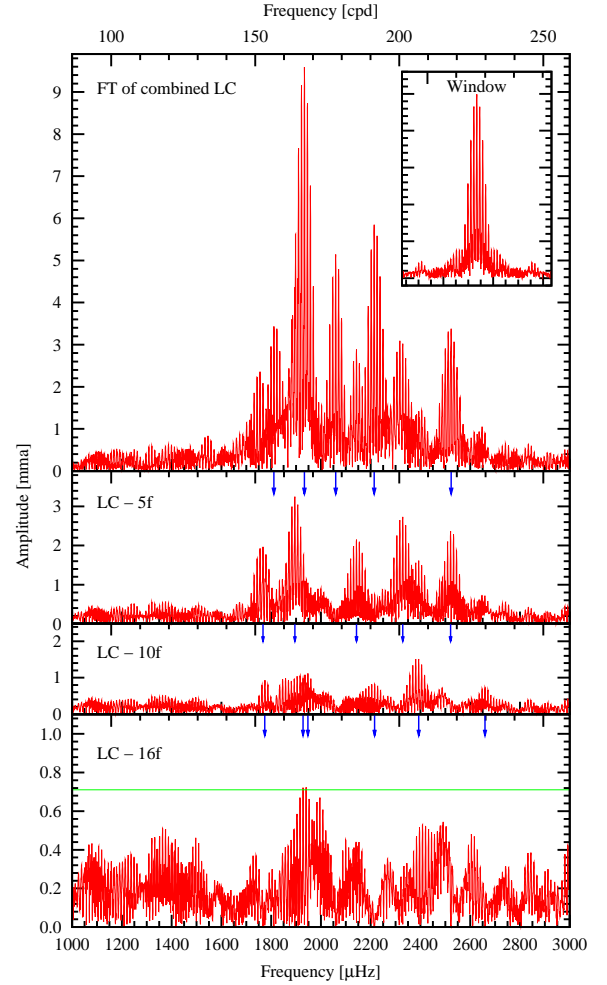 Frequency [cpd]
100 150 200 250
FT of combined LC
Window
9
8
7
6
5
4
3
2
1
0
Amplitude [mma]
LC – 5f
3
2
1
0
LC – 10f
2
1
0
LC – 16f
1.0
0.8
0.6
0.4
0.2
0.0
1000 1200 1400 1600 1800 2000 2200 2400 2600 2800 3000
Frequency [μHz]